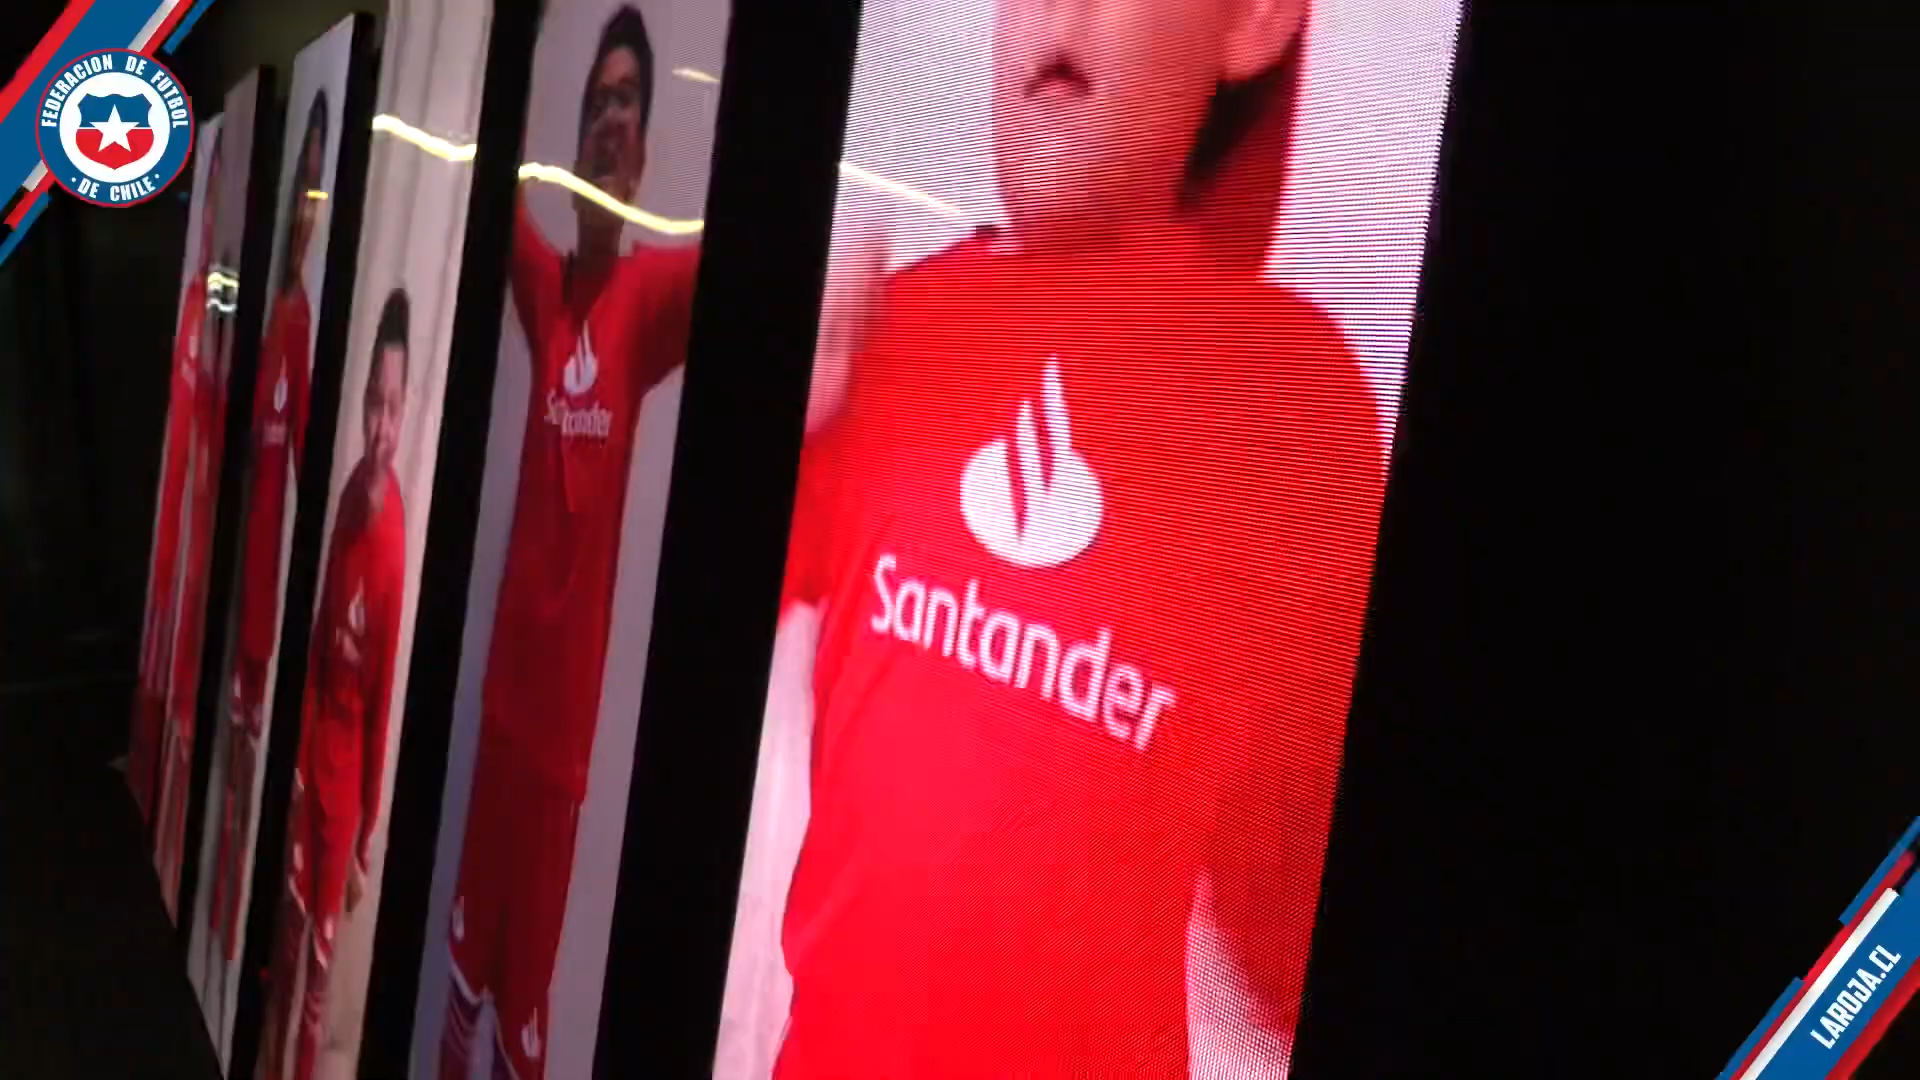 FEDERACION DE FUTBOL
• DE CHILE •
Santander
Santander
LAROJA.CL